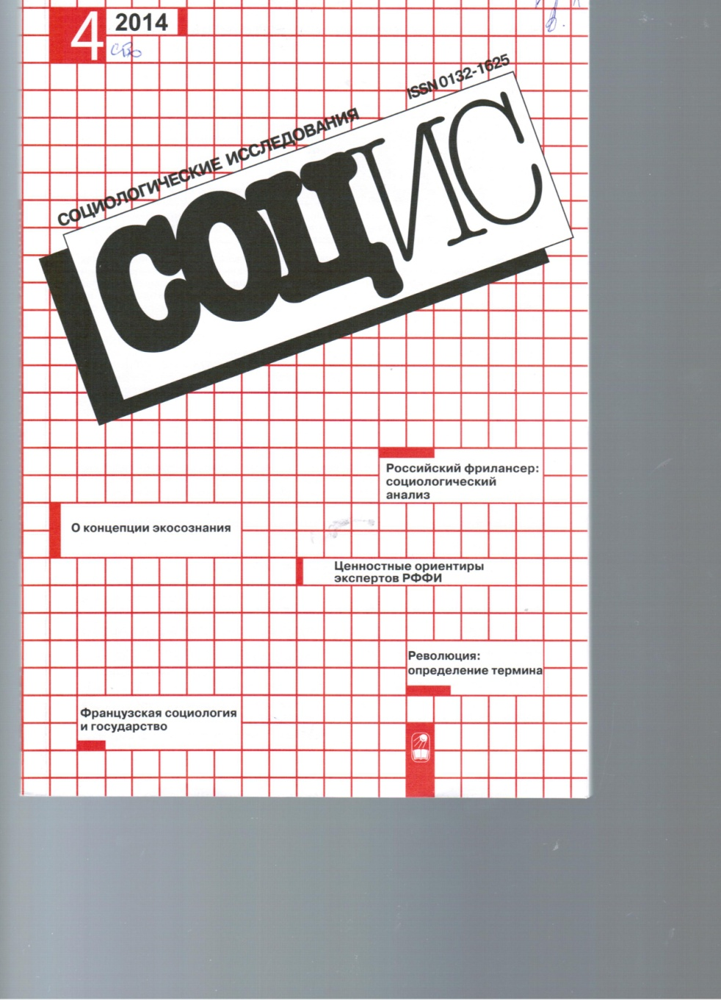 4
2014
СОЦИОЛОГИЧЕСКИЕ ИССЛЕДОВАНИЯ
ISSN 0132-1625
СОЦИС
Российский фрилансер:
социологический
анализ
О концепции экосознания
Ценностные ориентиры
экспертов РФФИ
Революция:
определение термина
Французская социология
и государство